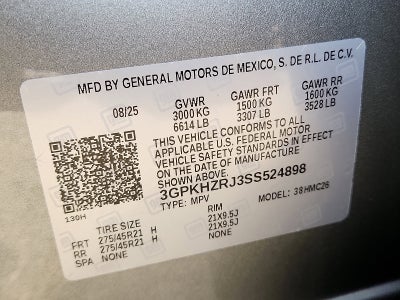 MFD BY GENERAL MOTORS DE MEXICO, S. DE R.L. DE C.V.
08/25 GVWR GAWR FRT GAWR RR
3000 KG 1500 KG 1600 KG
6614 LB 3307 LB 3528 LB
THIS VEHICLE CONFORMS TO ALL
APPLICABLE U.S. FEDERAL MOTOR
VEHICLE SAFETY STANDARDS IN EFFECT
ON THE DATE OF MANUFACTURE
SHOWN ABOVE.
3GPKHZRJ3SS524898
TYPE: MPV MODEL: 38HMC26
130H
TIRE SIZE RIM
FRT 275/45R21 H 21X9.5J
RR 275/45R21 H 21X9.5J
SPA NONE NONE